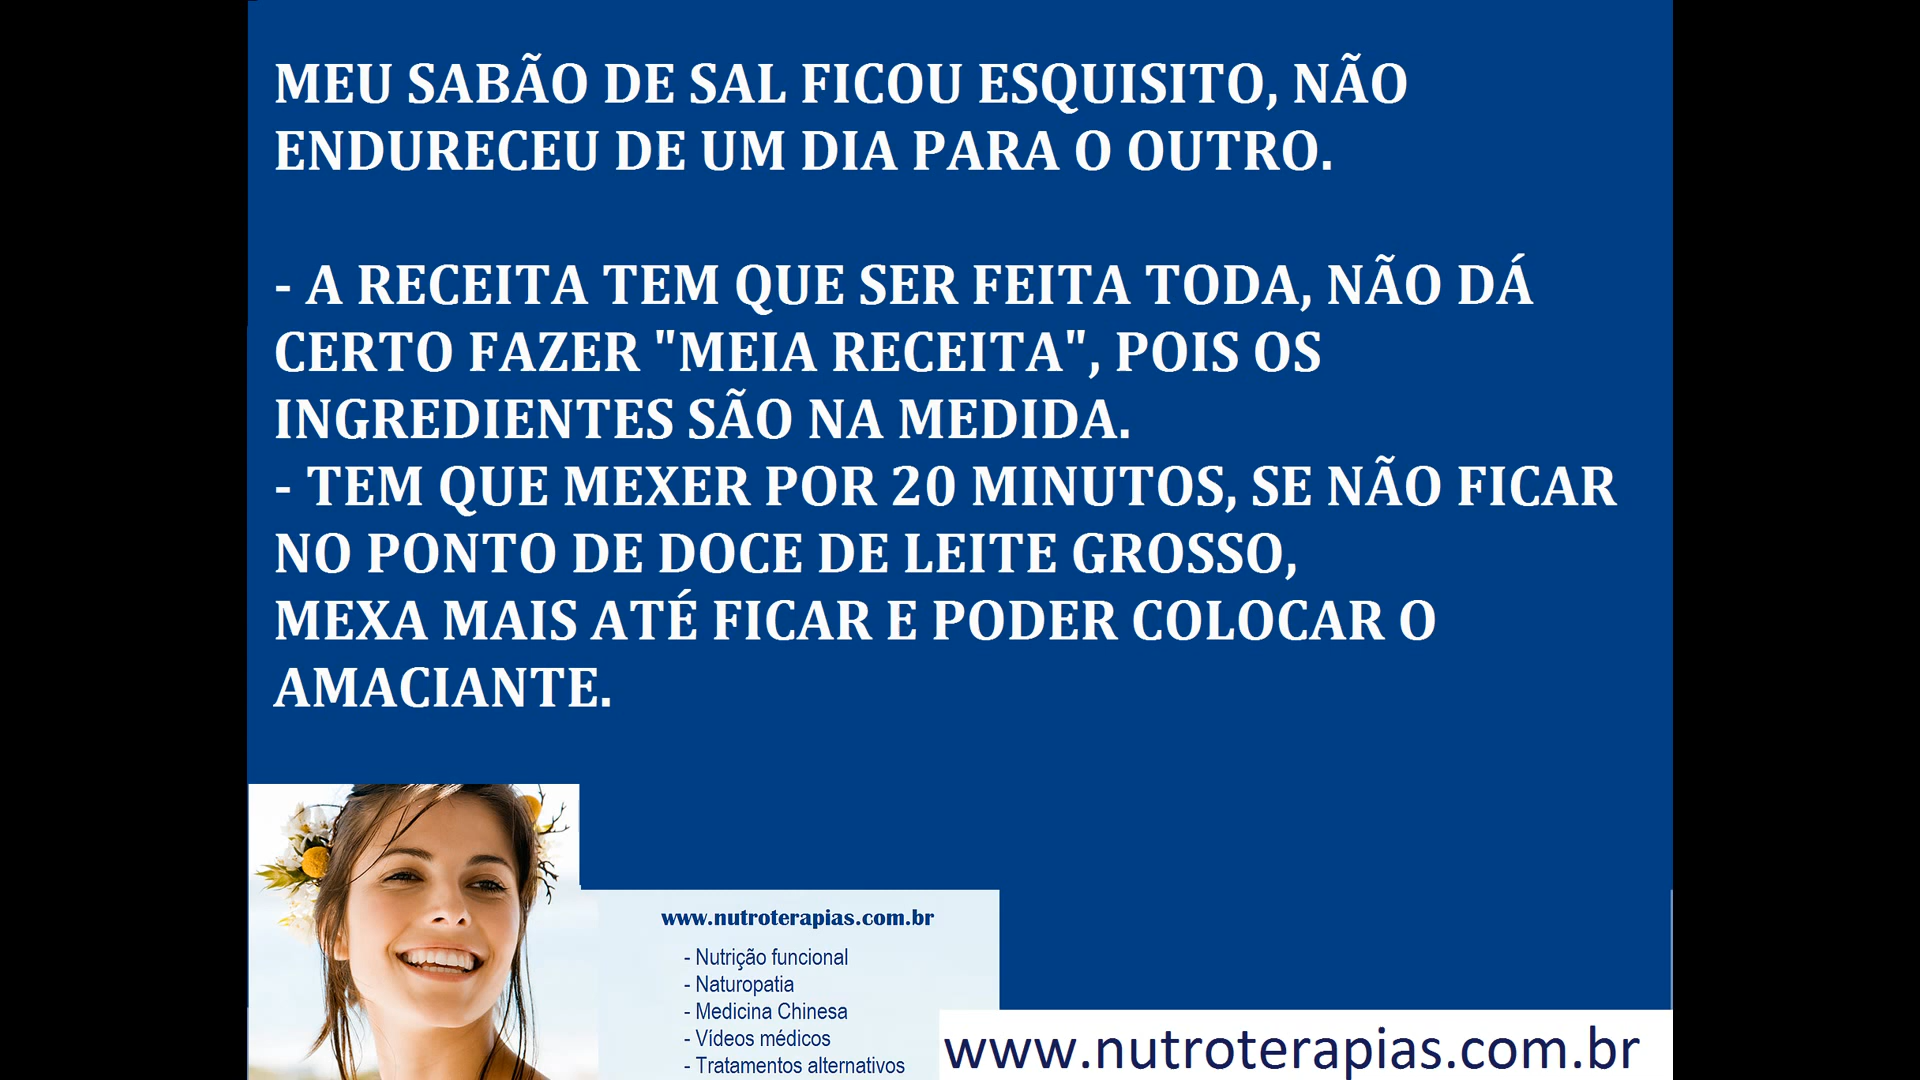 MEU SABÃO DE SAL FICOU ESQUISITO, NÃO
ENDURECEU DE UM DIA PARA O OUTRO.
- A RECEITA TEM QUE SER FEITA TODA, NÃO DÁ
CERTO FAZER "MEIA RECEITA", POIS OS
INGREDIENTES SÃO NA MEDIDA.
- TEM QUE MEXER POR 20 MINUTOS, SE NÃO FICAR
NO PONTO DE DOCE DE LEITE GROSSO,
MEXA MAIS ATÉ FICAR E PODER COLOCAR O
AMACIANTE.
www.nutroterapias.com.br
- Nutrição funcional
- Naturopatia
- Medicina Chinesa
- Vídeos médicos
- Tratamentos alternativos
www.nutroterapias.com.br